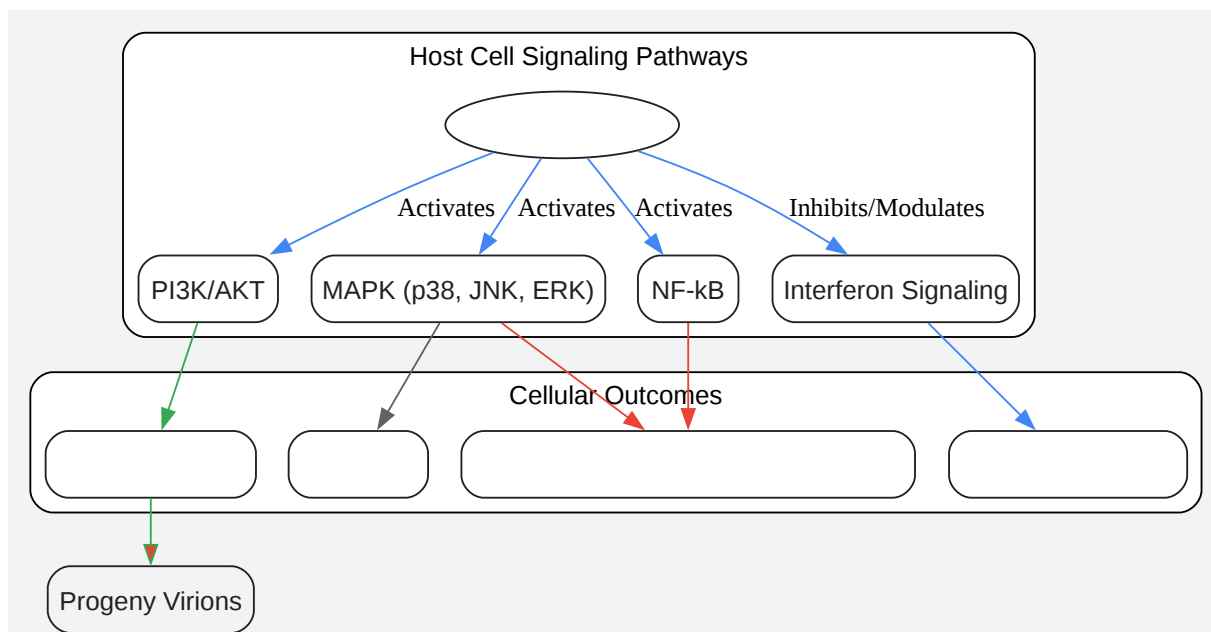 Host Cell Signaling Pathways
Activates Activates Activates Inhibits/Modulates
PI3K/AKT MAPK (p38, JNK, ERK) NF-kB Interferon Signaling
Cellular Outcomes
Progeny Virions